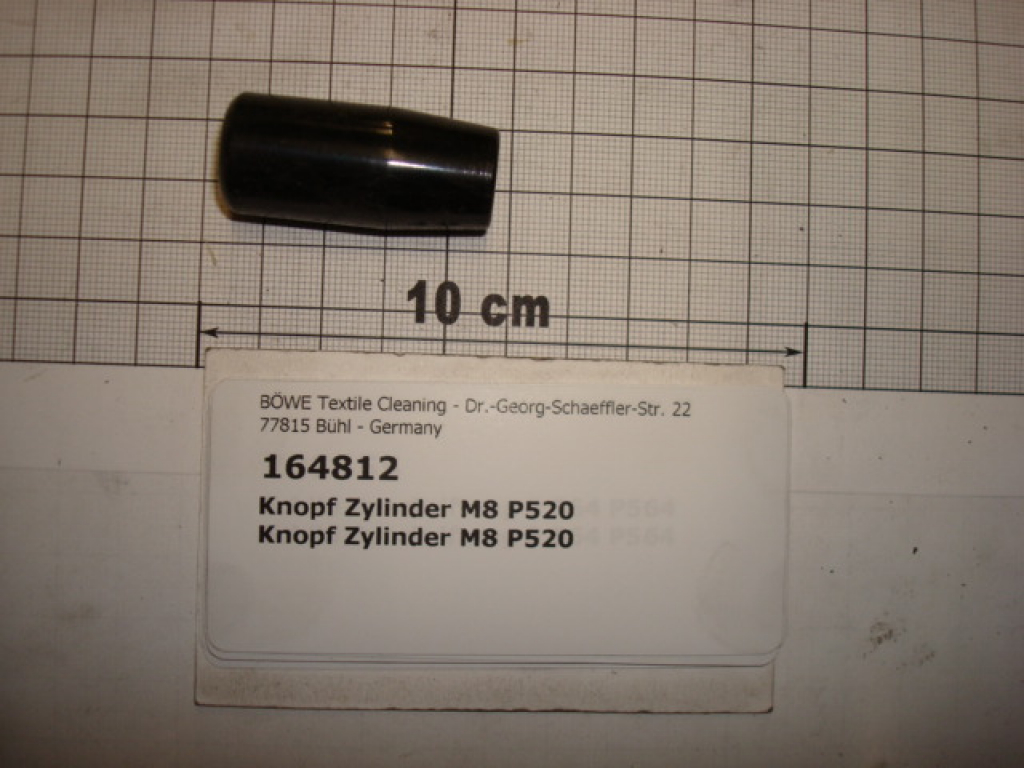 10 cm
BÖWE Textile Cleaning - Dr.-Georg-Schaeffler-Str. 22
77815 Bühl - Germany
164812
Knopf Zylinder M8 P520
Knopf Zylinder M8 P520